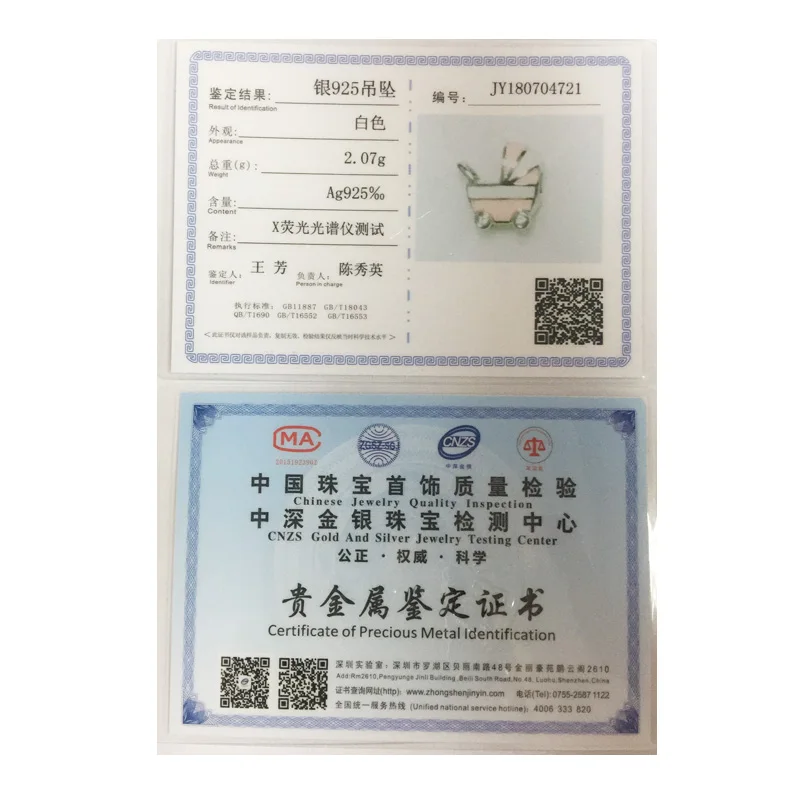 鉴定结果: 银925吊坠
Result of Identification
外观: 白色
Appearance
总重(g): 2.07g
Weight
含量: Ag925‰
Content
备注: X荧光光谱仪测试
Remarks
鉴定人: 王 芳 负责人: 陈秀英
Identifier Person in charge
执行标准: GB11887 GB/T18043
QB/T1690 GB/T16552 GB/T16553
编号: JY180704721
MA
CNZS
中国珠宝首饰质量检验
Chinese Jewelry Quality Inspection
中深金银珠宝检测中心
CNZS Gold And Silver Jewelry Testing Center
公正·权威·科学
贵金属鉴定证书
Certificate of Precious Metal Identification
深圳实验室: 深圳市罗湖区贝丽南路48号金丽豪苑鹏云阁2610
Add:Rm2610,Pengyunge Jinli Building ,Beili South Road,No.48, Luohu,Shenzhen,China
证书查询网址(http): www.zhongshenjinyin.com 电话(Tel): 0755-2587 1122
全国统一服务热线 (Unified national service hotline): 4006 333 820